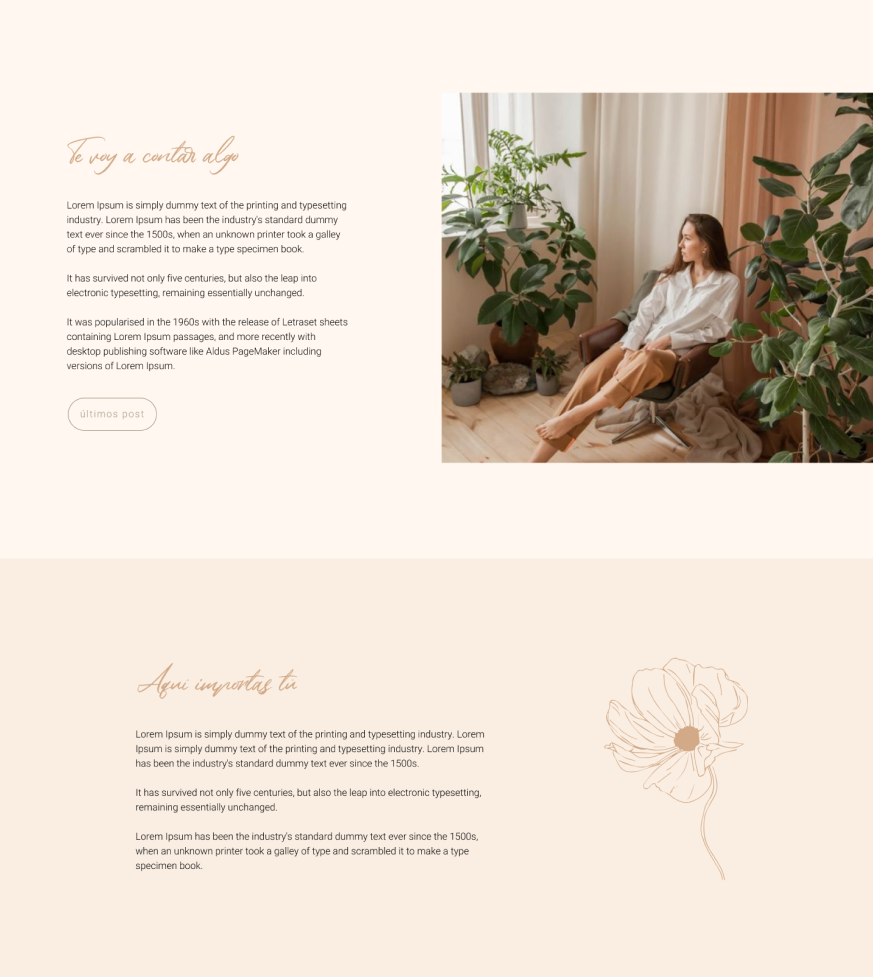 Te voy a contar algo
Lorem Ipsum is simply dummy text of the printing and typesetting
industry. Lorem Ipsum has been the industry's standard dummy
text ever since the 1500s, when an unknown printer took a galley
of type and scrambled it to make a type specimen book.
It has survived not only five centuries, but also the leap into
electronic typesetting, remaining essentially unchanged.
It was popularised in the 1960s with the release of Letraset sheets
containing Lorem Ipsum passages, and more recently with
desktop publishing software like Aldus PageMaker including
versions of Lorem Ipsum.
últimos post
Aqui importas tu
Lorem Ipsum is simply dummy text of the printing and typesetting industry. Lorem
Ipsum is simply dummy text of the printing and typesetting industry. Lorem Ipsum
has been the industry's standard dummy text ever since the 1500s.
It has survived not only five centuries, but also the leap into electronic typesetting,
remaining essentially unchanged.
Lorem Ipsum has been the industry's standard dummy text ever since the 1500s,
when an unknown printer took a galley of type and scrambled it to make a type
specimen book.